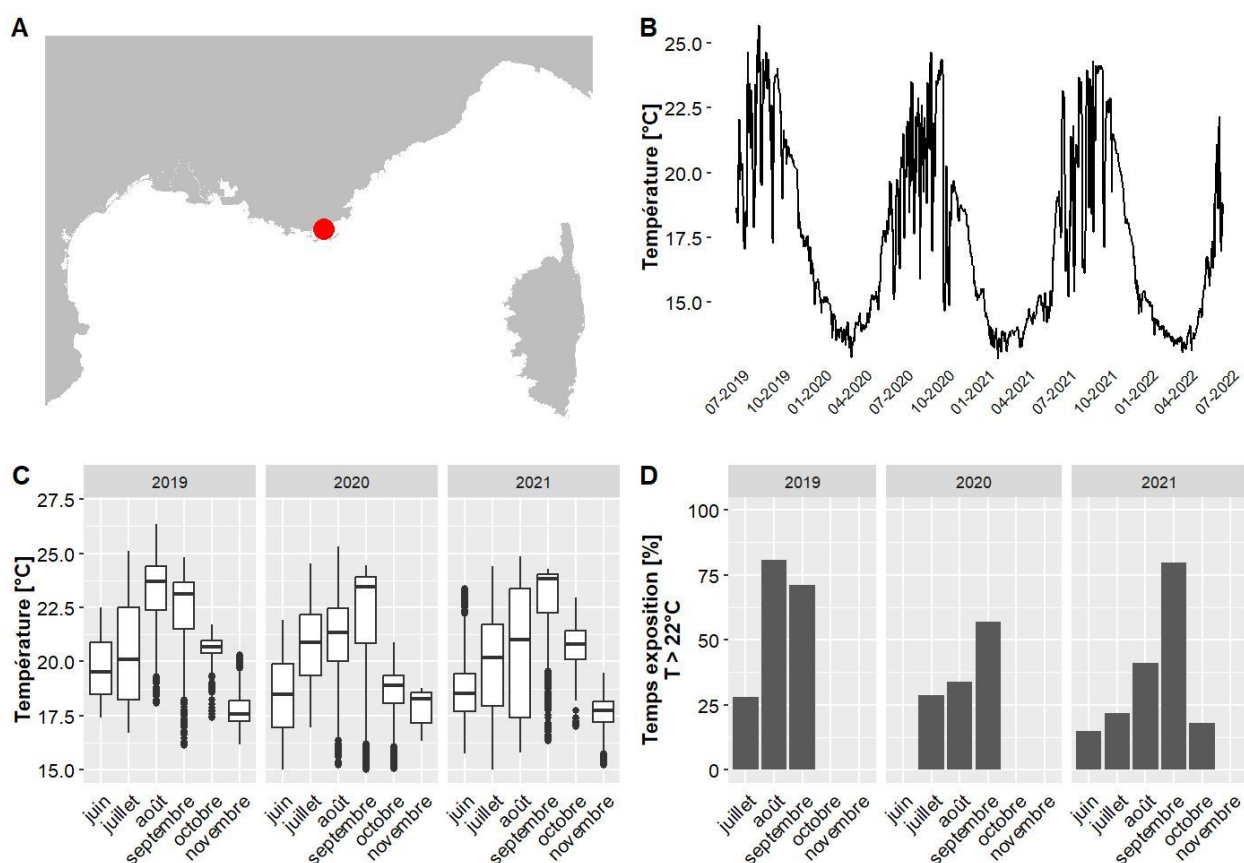 A
B
Température [°C]
25.0
22.5
20.0
17.5
15.0
07-2019
10-2019
01-2020
04-2020
07-2020
10-2020
01-2021
04-2021
07-2021
10-2021
01-2022
04-2022
07-2022
C
2019
2020
2021
Température
[°C]
27.5
25.0
22.5
20.0
17.5
15.0
juin
juillet
août
septembre
octobre
novembre
juin
juillet
août
septembre
octobre
novembre
juin
juillet
août
septembre
octobre
novembre
D
2019
2020
2021
Temps exposition [%]
T > 22°C
100
75
50
25
0
juillet
août
septembre
octobre
novembre
juin
juillet
août
septembre
octobre
novembre
juin
juillet
août
septembre
octobre
novembre